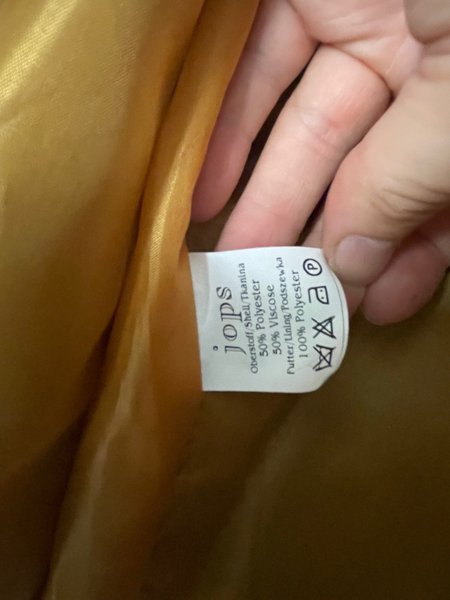 jops
Oberstoff/Shell/Tkanina
50% Polyester
50% Viscose
Futter/Lining/Podszewka
100% Polyester
P